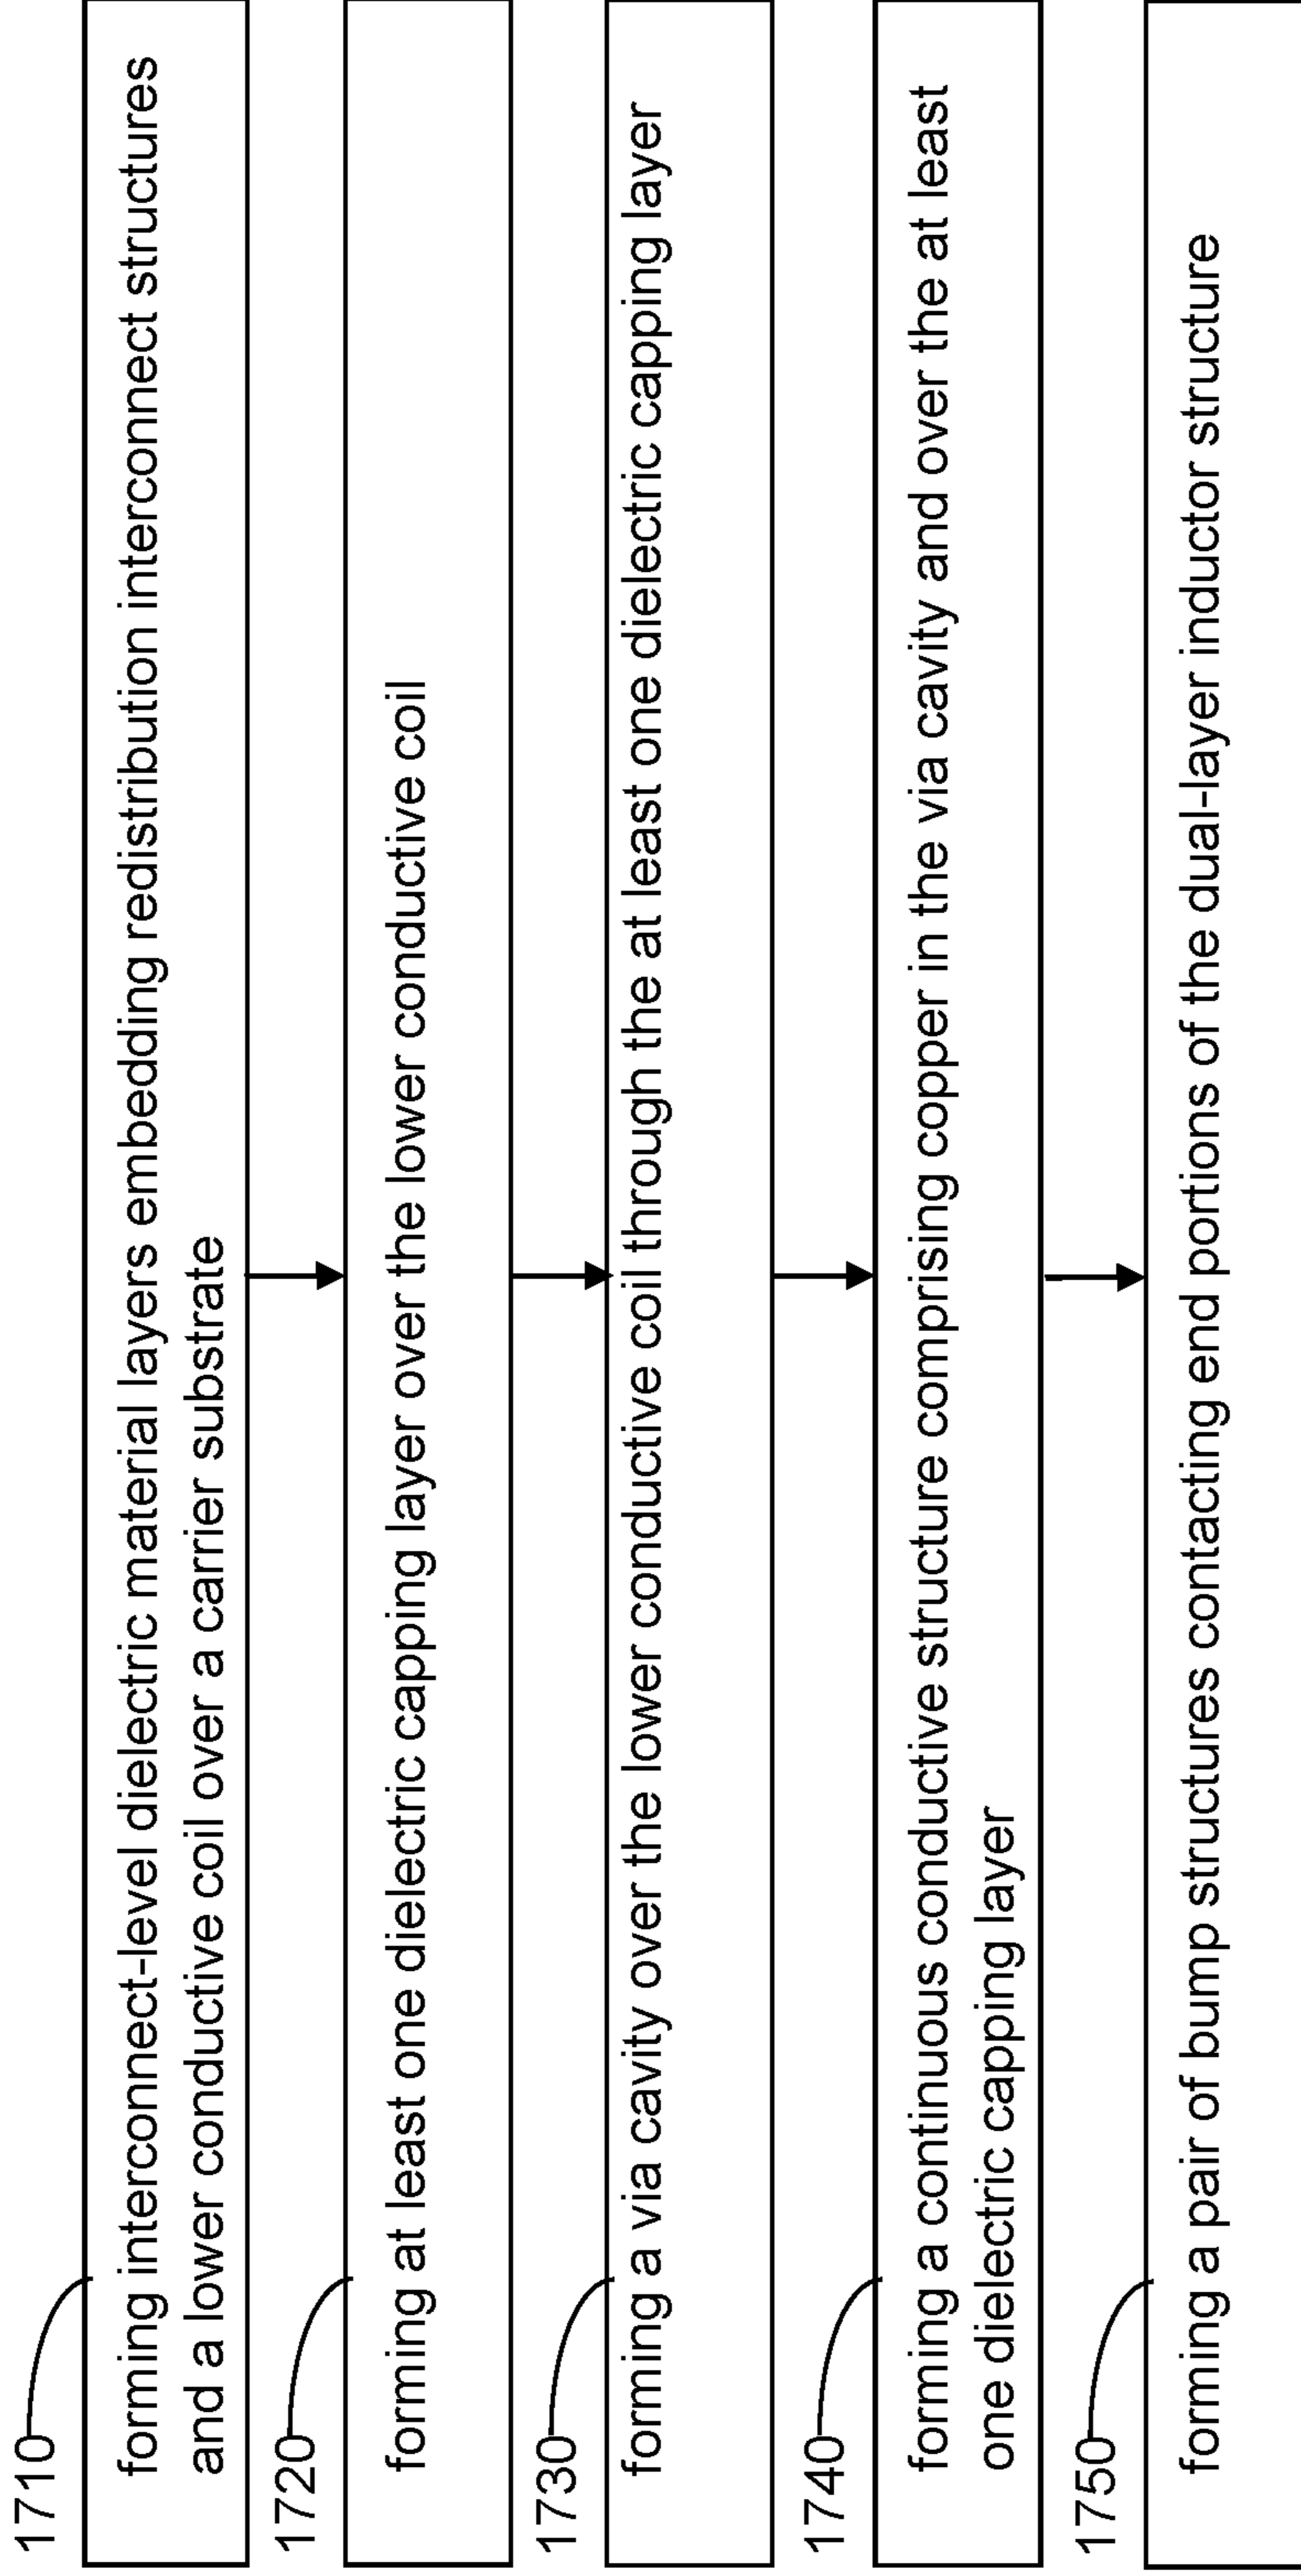 1710
forming interconnect-level dielectric material layers embedding redistribution interconnect structures
and a lower conductive coil over a carrier substrate
1720
forming at least one dielectric capping layer over the lower conductive coil
1730
forming a via cavity over the lower conductive coil through the at least one dielectric capping layer
1740
forming a continuous conductive structure comprising copper in the via cavity and over the at least
one dielectric capping layer
1750
forming a pair of bump structures contacting end portions of the dual-layer inductor structure